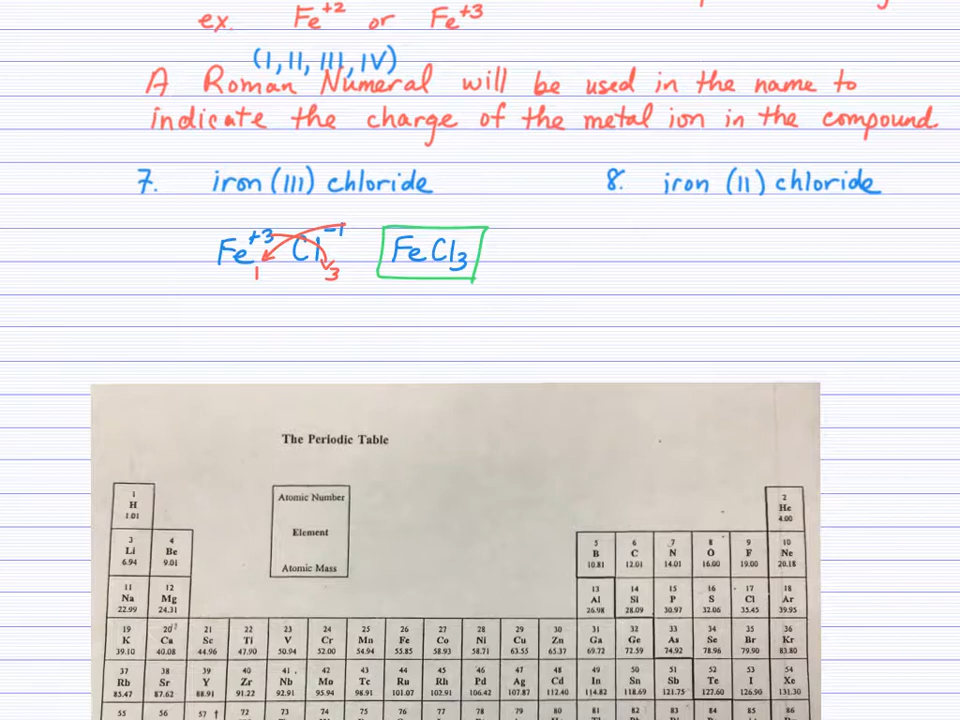 ex. Fe+2 or Fe+3
(I, II, III, IV)
A Roman Numeral will be used in the name to
indicate the charge of the metal ion in the compound.
7. iron (III) chloride 8. iron (II) chloride
Fe+3 Cl-1 FeCl3
1 3
The Periodic Table
1 Atomic Number 2
H He
1.01 4.00
3 4 Element 5 6 7 8 9 10
Li Be B C N O F Ne
6.94 9.01 Atomic Mass 10.81 12.01 14.01 16.00 19.00 20.18
11 12 13 14 15 16 17 18
Na Mg Al Si P S Cl Ar
22.99 24.31 26.98 28.09 30.97 32.06 35.45 39.95
19 20 21 22 23 24 25 26 27 28 29 30 31 32 33 34 35 36
K Ca Sc Ti V Cr Mn Fe Co Ni Cu Zn Ga Ge As Se Br Kr
39.10 40.08 44.96 47.90 50.94 52.00 54.94 55.85 58.93 58.71 63.55 65.37 69.72 72.59 74.92 78.96 79.90 83.80
37 38 39 40 41 42 43 44 45 46 47 48 49 50 51 52 53 54
Rb Sr Y Zr Nb Mo Tc Ru Rh Pd Ag Cd In Sn Sb Te I Xe
85.47 87.62 88.91 91.22 92.91 95.94 98.91 101.07 102.91 106.42 107.87 112.40 114.82 118.69 121.75 127.60 126.90 131.30
55 56 57 72 73 74 75 76 77 78 79 80 81 82 83 84 85 86